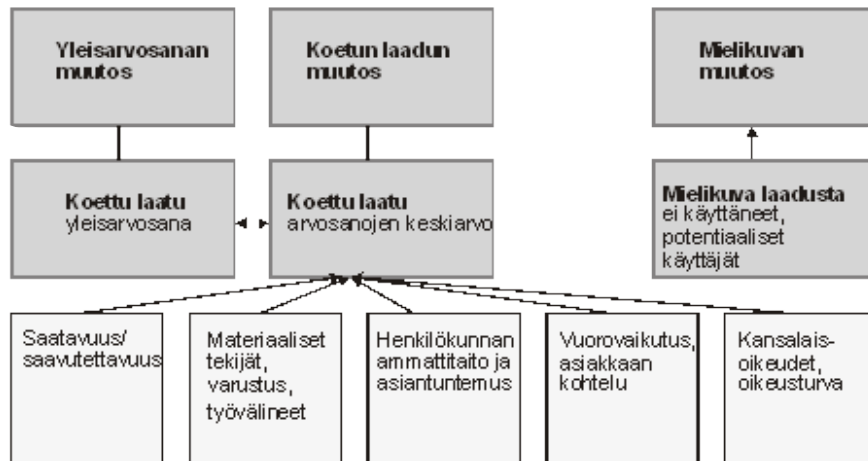 Yleisarvosanan
muutos
Koetun laadun
muutos
Mielikuvan
muutos
Koettu laatu
yleisarvosana
Koettu laatu
arvosanojen keskiarvo
Mielikuva laadusta
ei käyttäneet,
potentiaaliset
käyttäjät
Saatavuus/
saavutettavuus
Materiaaliset
tekijät,
varustus,
työvälineet
Henkilökunnan
ammattitaito ja
asiantuntemus
Vuorovaikutus,
asiakkaan
kohtelu
Kansalais-
oikeudet,
oikeusturva